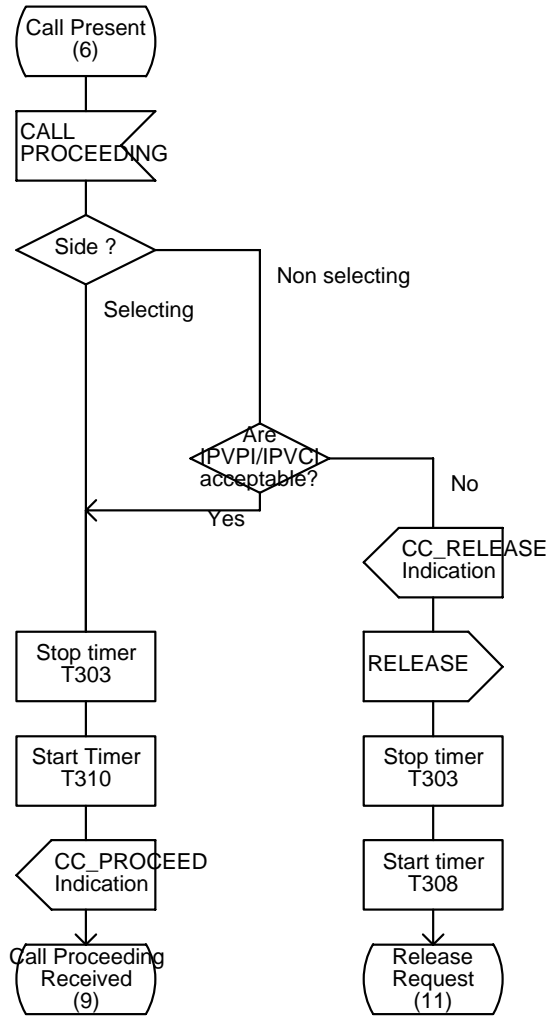 Call Present
(6)
CALL
PROCEEDING
Side ?
Non selecting
Selecting
Are
IPVPI/IPVCI
acceptable?
No
Yes
CC_RELEASE
Indication
Stop timer
T303
RELEASE
Start Timer
T310
Stop timer
T303
CC_PROCEED
Indication
Start timer
T308
Call Proceeding
Received
(9)
Release
Request
(11)